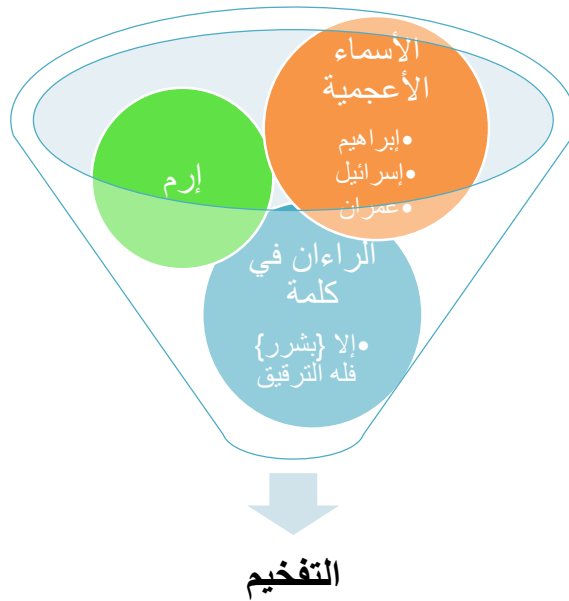 الأسماء
الأعجمية
•إبراهيم
•إسرائيل
•عمران
إرم
الراءان في
كلمة
•إلا {بشرر}
فله الترقيق
التفخيم